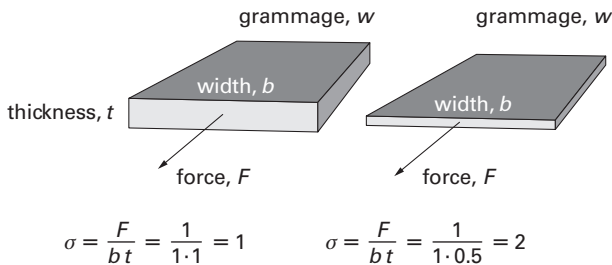 grammage, w grammage, w
width, b width, b
thickness, t
force, F force, F
σ = F / b t = 1 / 1·1 = 1 σ = F / b t = 1 / 1·0.5 = 2